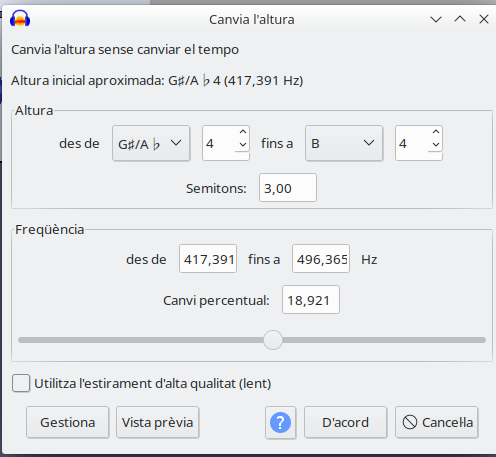 Canvia l'altura
Canvia l'altura sense canviar el tempo
Altura inicial aproximada: G♯/A♭4 (417,391 Hz)
Altura
des de G♯/A♭ 4 fins a B 4
Semitons: 3,00
Freqüència
des de 417,391 fins a 496,365 Hz
Canvi percentual: 18,921
Utilitza l'estirament d'alta qualitat (lent)
Gestiona Vista prèvia ? D'acord Cancel·la